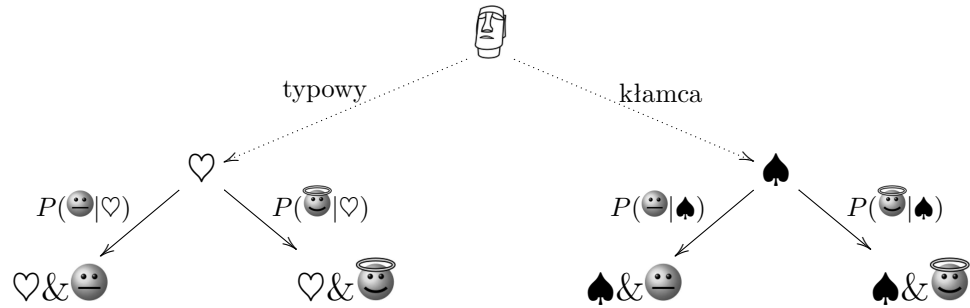 🗿
typowy kłamca
♡ ♠
P(😐|♡) P(😇|♡) P(😐|♠) P(😇|♠)
♡&😐 ♡&😇 ♠&😐 ♠&😇